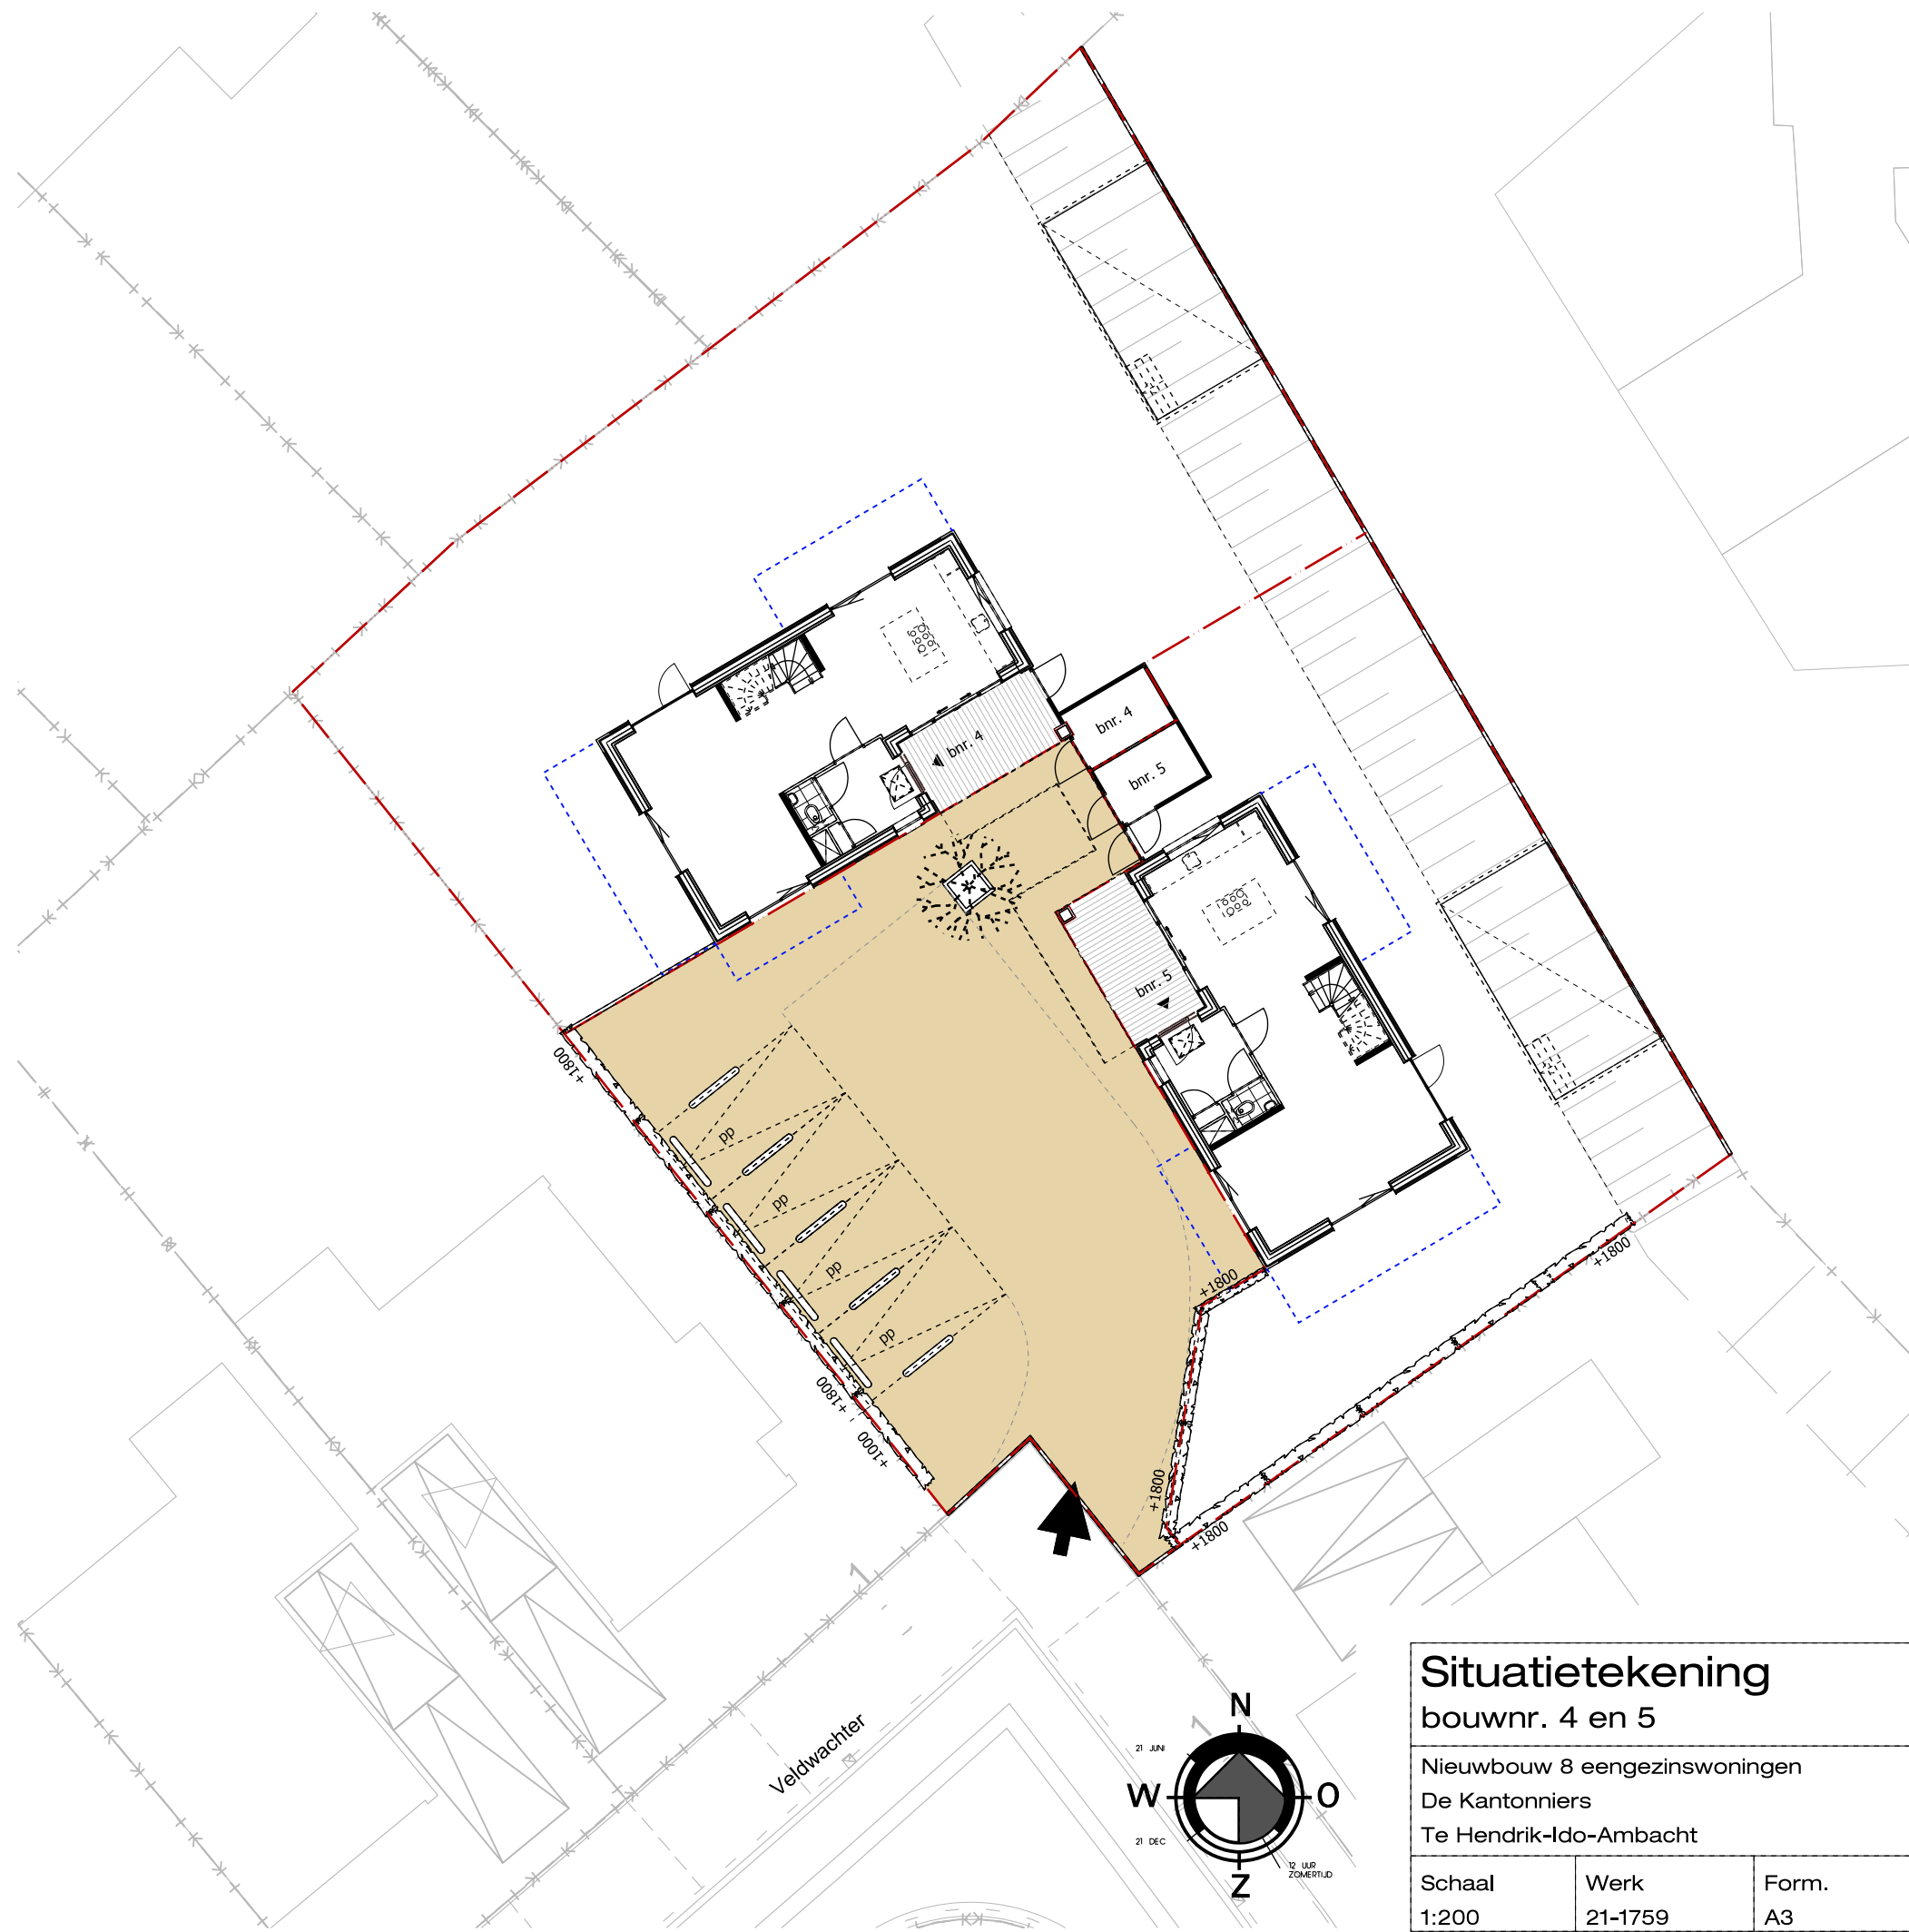 bnr. 4
bnr. 4
bnr. 5
bnr. 5
+1800
pp
pp
pp
pp
+1800
+1000
+1800
+1800
+1800
+1800
1
1
Veldwachter
N
21 JUNI
W
O
21 DEC
12 UUR
ZOMERTIJD
Z
Situatietekening
bouwnr. 4 en 5
Nieuwbouw 8 eengezinswoningen
De Kantonniers
Te Hendrik-Ido-Ambacht
Schaal Werk Form.
1:200 21-1759 A3